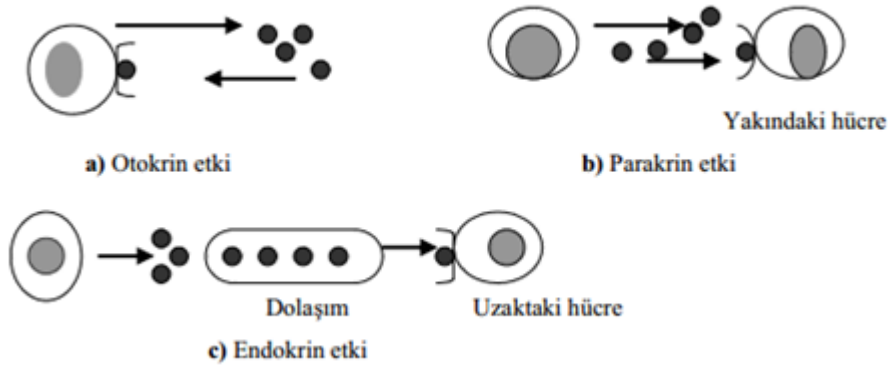 Yakındaki hücre
a) Otokrin etki
b) Parakrin etki
Dolaşım
Uzaktaki hücre
c) Endokrin etki